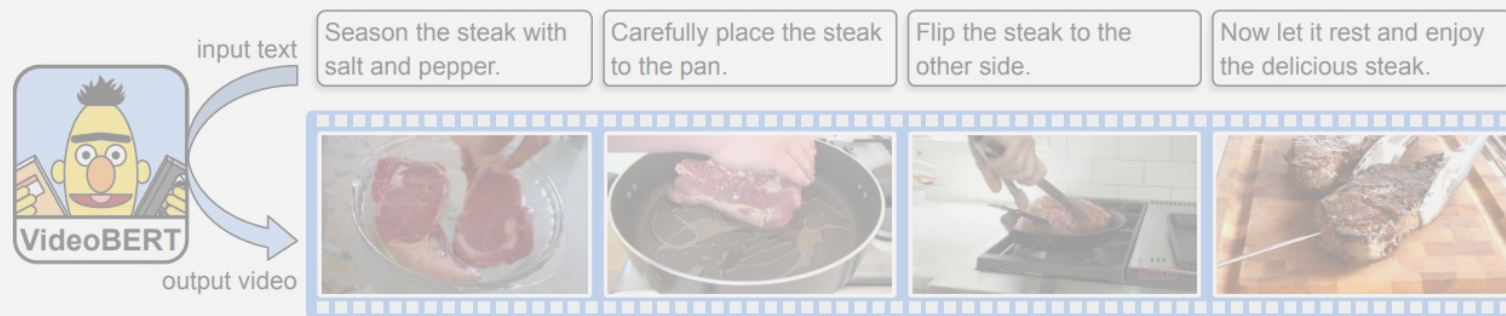 input text
Season the steak with
salt and pepper.
Carefully place the steak
to the pan.
Flip the steak to the
other side.
Now let it rest and enjoy
the delicious steak.
VideoBERT
output video